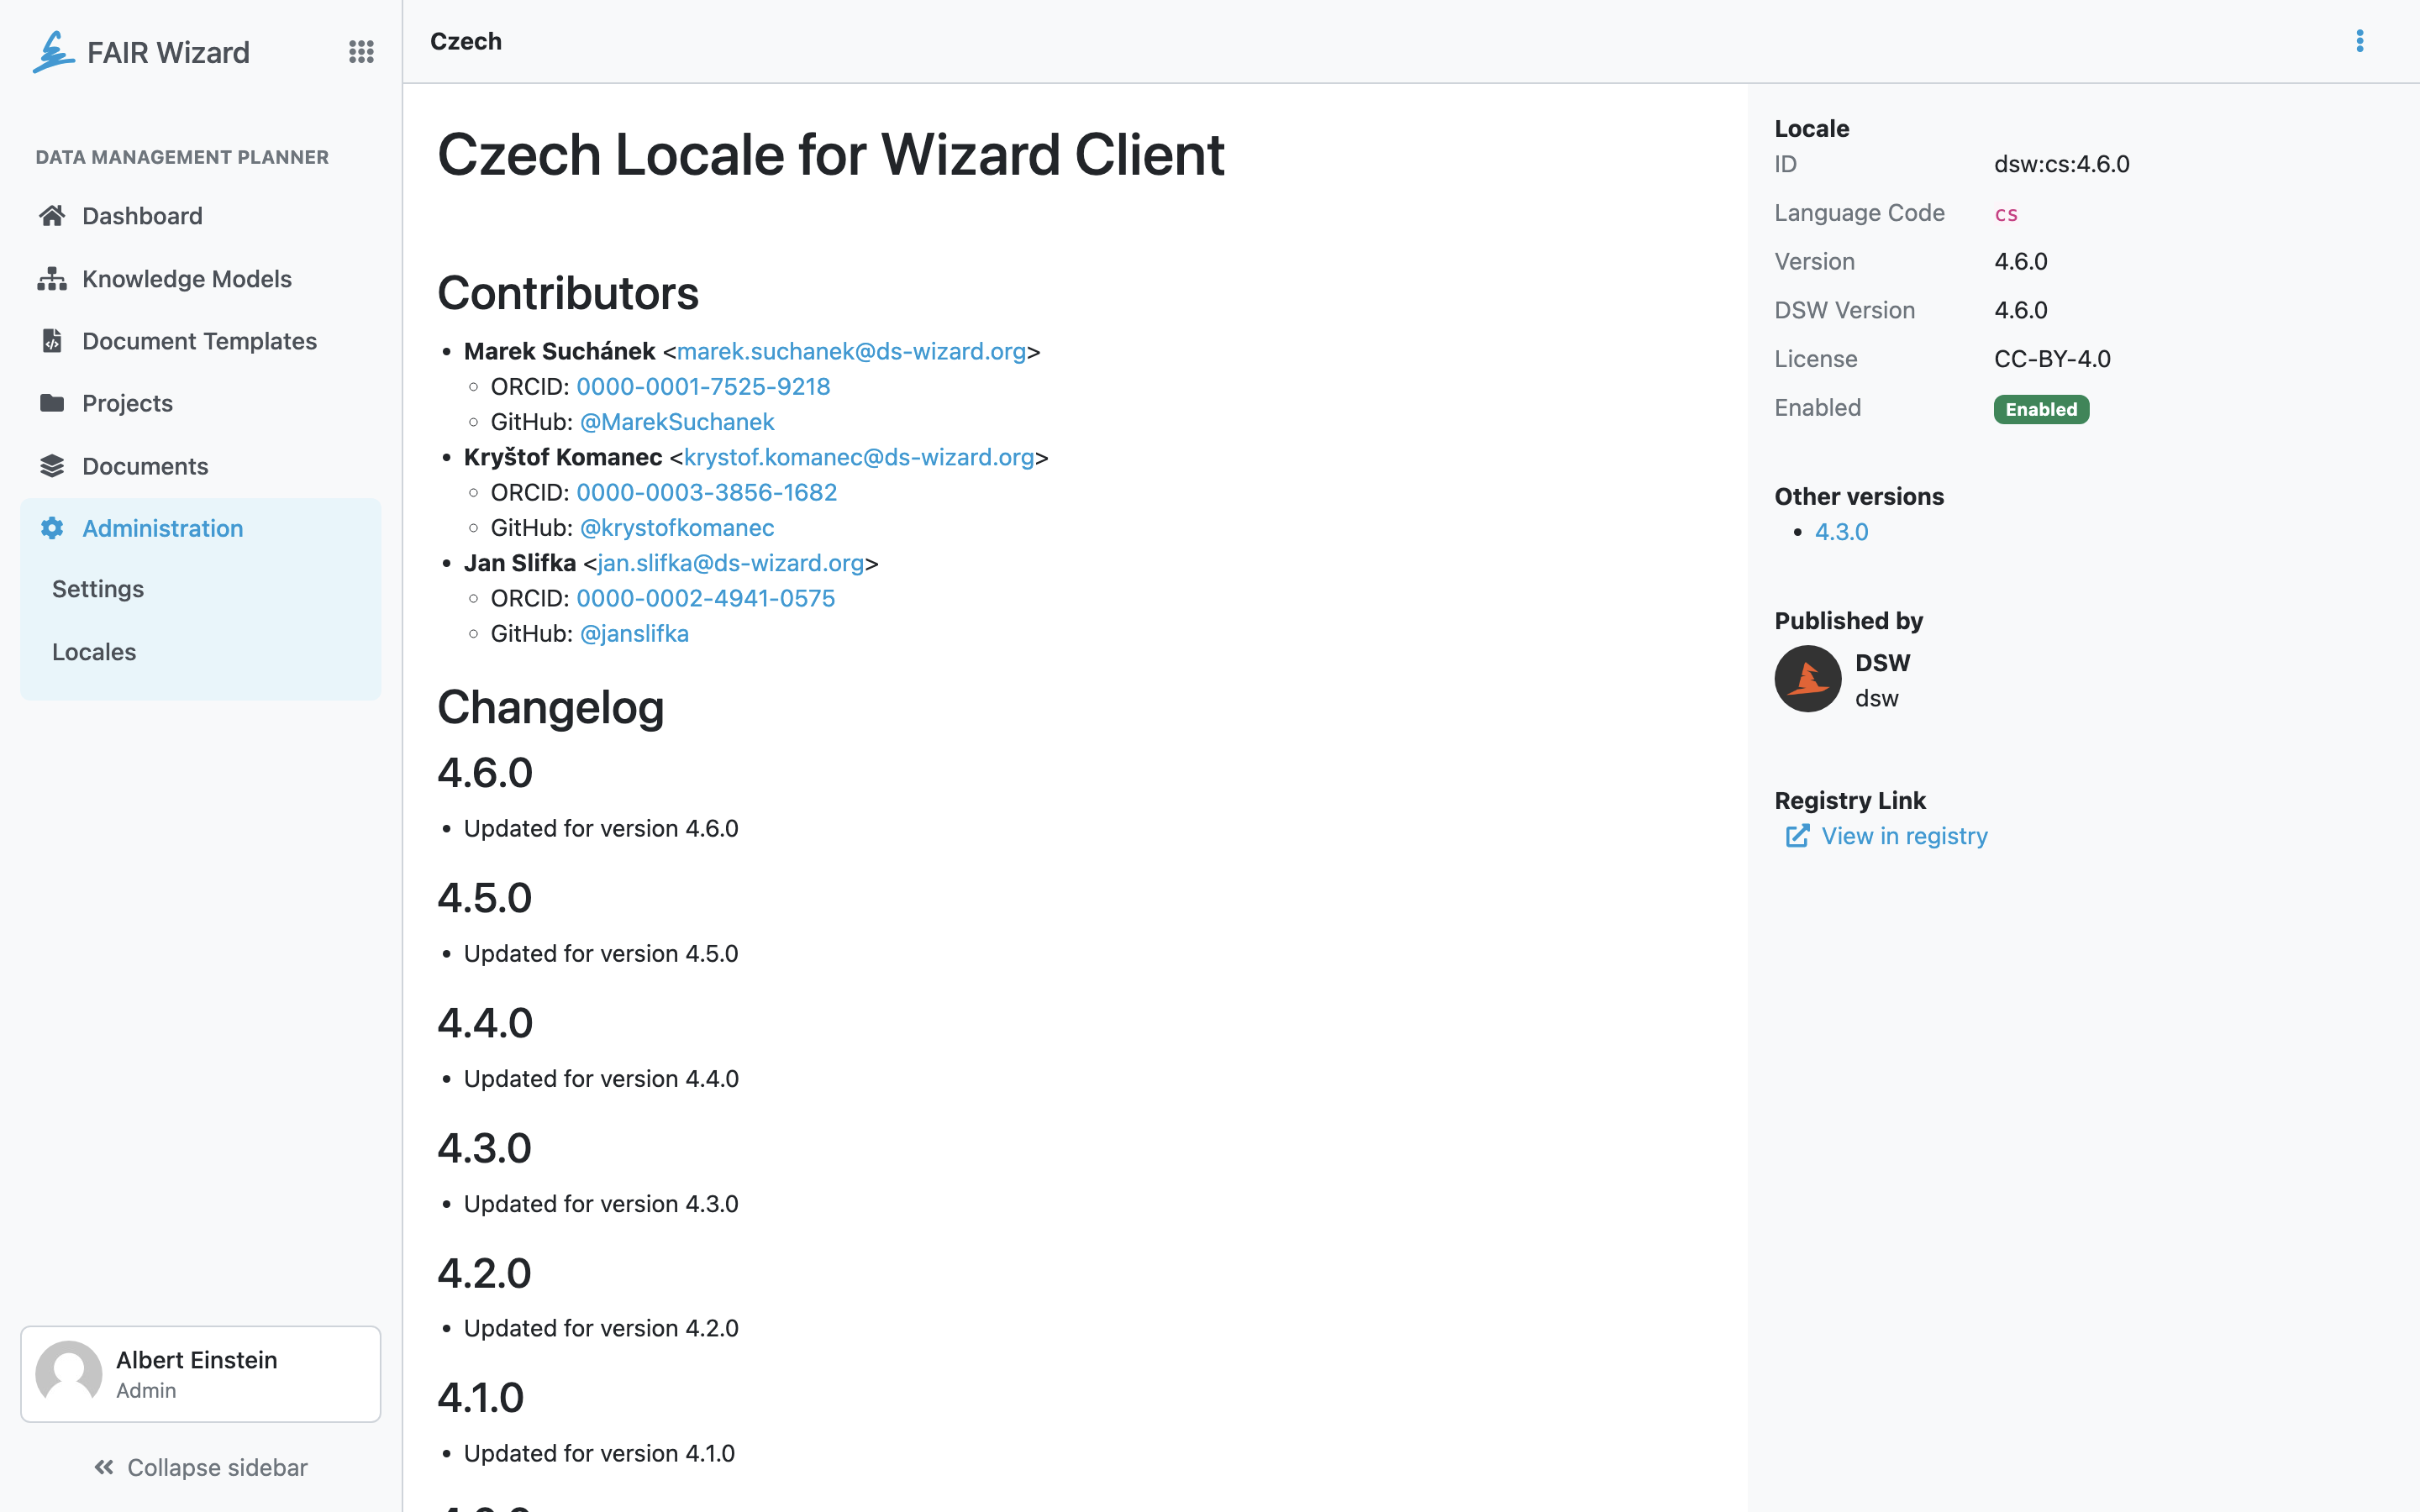 FAIR Wizard
DATA MANAGEMENT PLANNER
Dashboard
Knowledge Models
Document Templates
Projects
Documents
Administration
Settings
Locales
Albert Einstein
Admin
Collapse sidebar
Czech
Czech Locale for Wizard Client
Contributors
• Marek Suchánek <marek.suchanek@ds-wizard.org>
◦ ORCID: 0000-0001-7525-9218
◦ GitHub: @MarekSuchanek
• Kryštof Komanec <krystof.komanec@ds-wizard.org>
◦ ORCID: 0000-0003-3856-1682
◦ GitHub: @krystofkomanec
• Jan Slifka <jan.slifka@ds-wizard.org>
◦ ORCID: 0000-0002-4941-0575
◦ GitHub: @janslifka
Changelog
4.6.0
• Updated for version 4.6.0
4.5.0
• Updated for version 4.5.0
4.4.0
• Updated for version 4.4.0
4.3.0
• Updated for version 4.3.0
4.2.0
• Updated for version 4.2.0
4.1.0
• Updated for version 4.1.0
Locale
ID dsw:cs:4.6.0
Language Code cs
Version 4.6.0
DSW Version 4.6.0
License CC-BY-4.0
Enabled Enabled
Other versions
• 4.3.0
Published by
DSW
dsw
Registry Link
View in registry